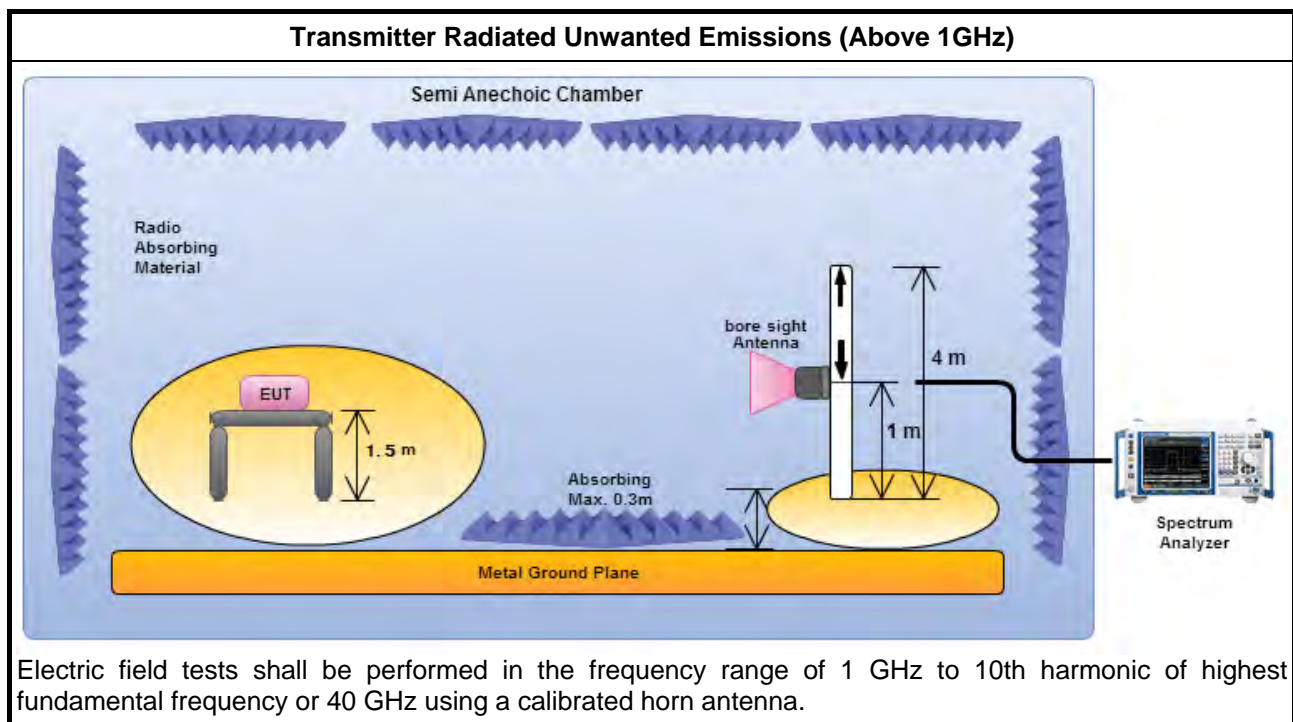 Transmitter Radiated Unwanted Emissions (Above 1GHz)
Semi Anechoic Chamber
Radio
Absorbing
Material
bore sight
Antenna
4 m
EUT
1.5 m
1 m
Absorbing
Max. 0.3m
Spectrum
Analyzer
Metal Ground Plane
Electric field tests shall be performed in the frequency range of 1 GHz to 10th harmonic of highest
fundamental frequency or 40 GHz using a calibrated horn antenna.